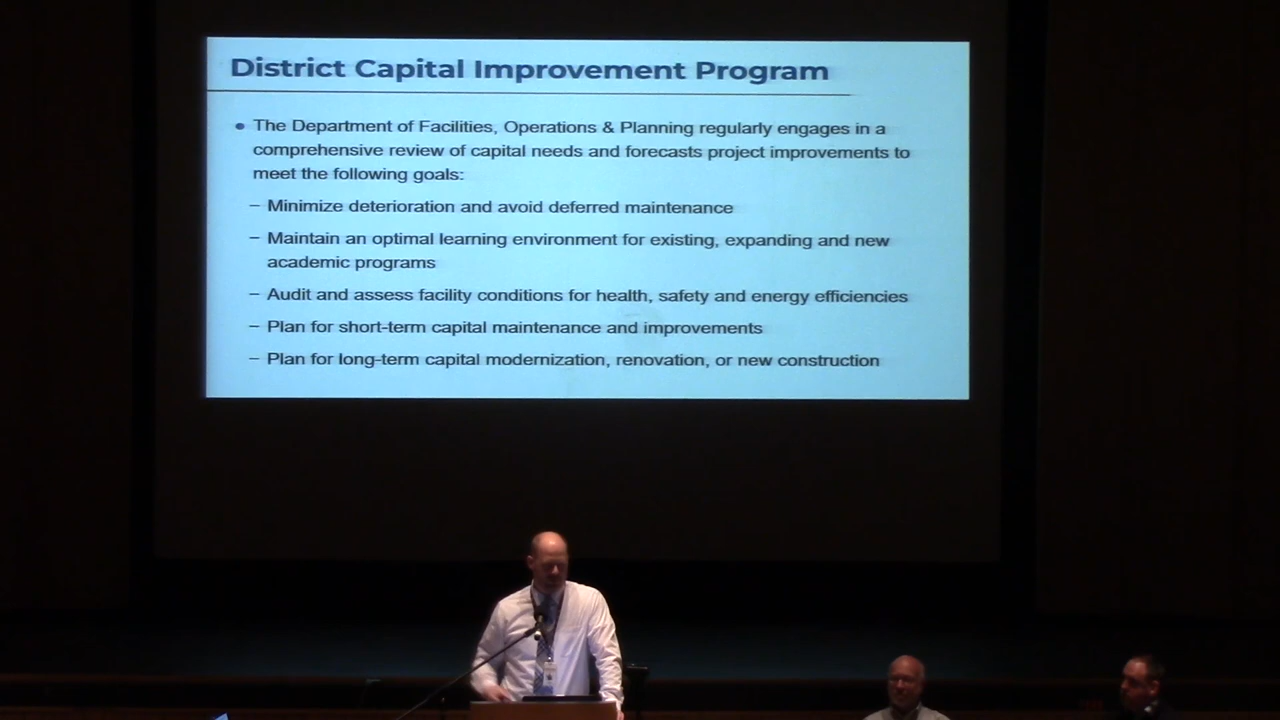 District Capital Improvement Program
• The Department of Facilities, Operations & Planning regularly engages in a
comprehensive review of capital needs and forecasts project improvements to
meet the following goals:
– Minimize deterioration and avoid deferred maintenance
– Maintain an optimal learning environment for existing, expanding and new
academic programs
– Audit and assess facility conditions for health, safety and energy efficiencies
– Plan for short-term capital maintenance and improvements
– Plan for long-term capital modernization, renovation, or new construction